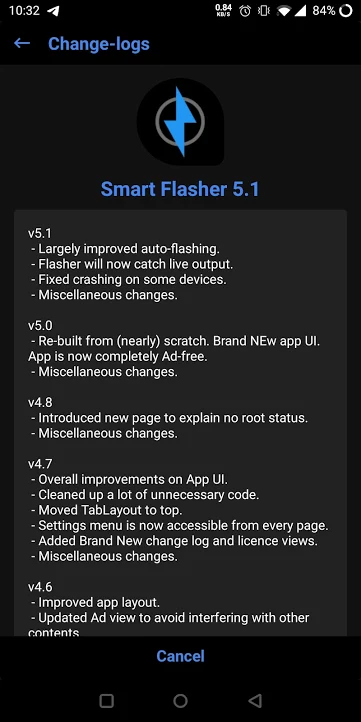 10:32
0.84
KB/S
84%
Change-logs
Smart Flasher 5.1
v5.1
- Largely improved auto-flashing.
- Flasher will now catch live output.
- Fixed crashing on some devices.
- Miscellaneous changes.
v5.0
- Re-built from (nearly) scratch. Brand NEw app UI.
App is now completely Ad-free.
- Miscellaneous changes.
v4.8
- Introduced new page to explain no root status.
- Miscellaneous changes.
v4.7
- Overall improvements on App UI.
- Cleaned up a lot of unnecessary code.
- Moved TabLayout to top.
- Settings menu is now accessible from every page.
- Added Brand New change log and licence views.
- Miscellaneous changes.
v4.6
- Improved app layout.
- Updated Ad view to avoid interfering with other
contents
Cancel